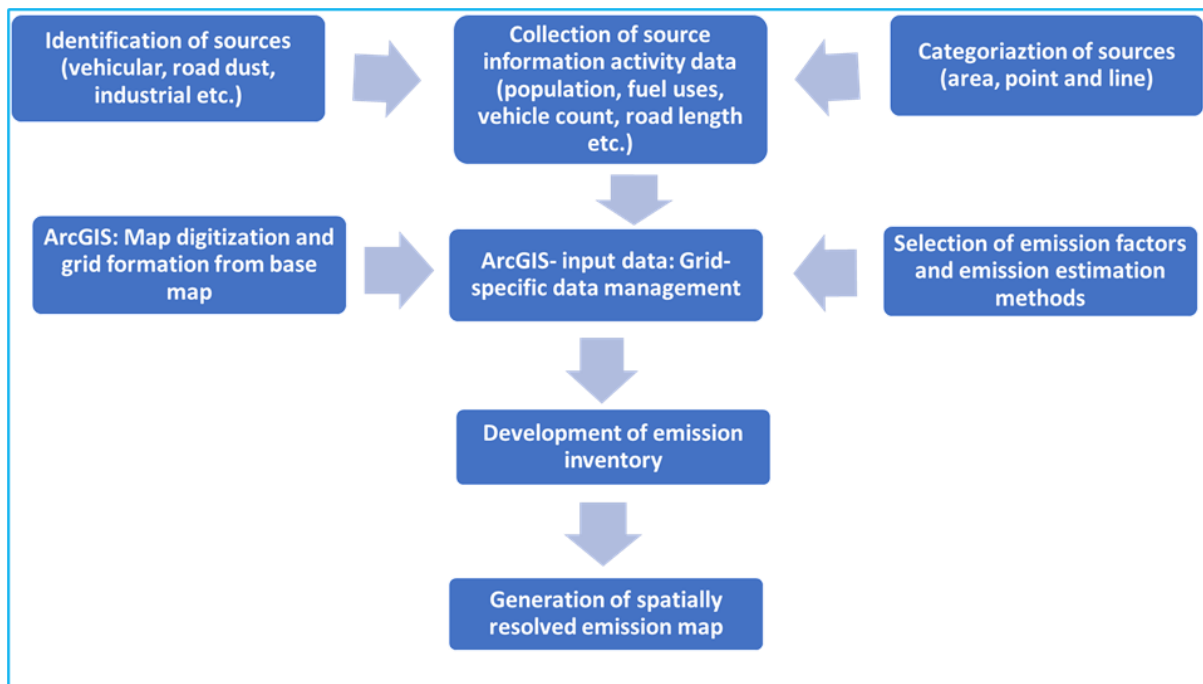 Identification of sources
(vehicular, road dust,
industrial etc.)
Collection of source
information activity data
(population, fuel uses,
vehicle count, road length
etc.)
Categoriaztion of sources
(area, point and line)
ArcGIS: Map digitization and
grid formation from base
map
ArcGIS- input data: Grid-
specific data management
Selection of emission factors
and emission estimation
methods
Development of emission
inventory
Generation of spatially
resolved emission map